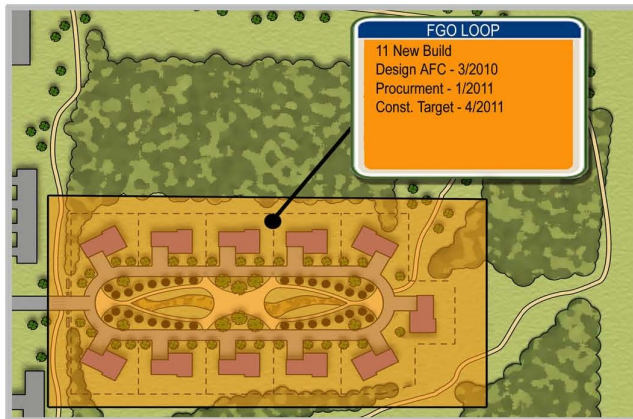 FGO LOOP
11 New Build
Design AFC - 3/2010
Procurment - 1/2011
Const. Target - 4/2011